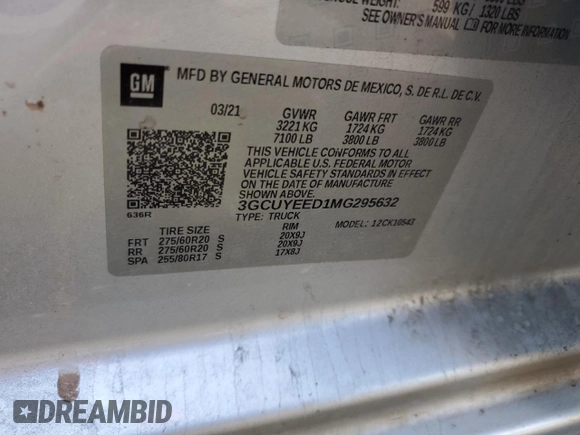 599 KG / 1320 LBS
SEE OWNER'S MANUAL FOR MORE INFORMATION
GM
MFD BY GENERAL MOTORS DE MEXICO, S. DE R.L. DE C.V.
03/21 GVWR GAWR FRT GAWR RR
3221 KG 1724 KG 1724 KG
7100 LB 3800 LB 3800 LB
THIS VEHICLE CONFORMS TO ALL
APPLICABLE U.S. FEDERAL MOTOR
VEHICLE SAFETY STANDARDS IN
EFFECT ON THE DATE OF MANUFACTURE
SHOWN ABOVE.
3GCUYEED1MG295632
TYPE: TRUCK MODEL: 12CK10543
636R
TIRE SIZE RIM
FRT 275/60R20 S 20X9J
RR 275/60R20 S 20X9J
SPA 255/80R17 S 17X8J
DREAMBID